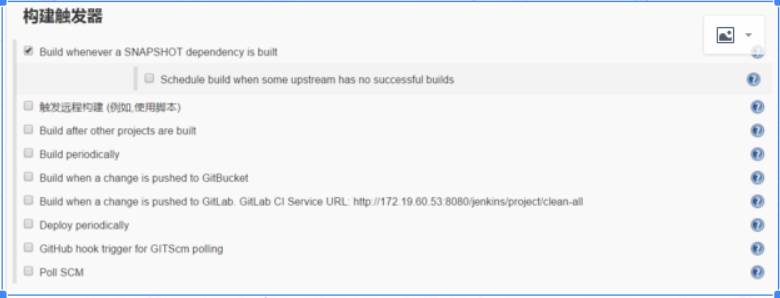 构建触发器
Build whenever a SNAPSHOT dependency is built
Schedule build when some upstream has no successful builds
触发远程构建 (例如,使用脚本)
Build after other projects are built
Build periodically
Build when a change is pushed to GitBucket
Build when a change is pushed to GitLab. GitLab CI Service URL: http://172.19.60.53:8080/jenkins/project/clean-all
Deploy periodically
GitHub hook trigger for GITScm polling
Poll SCM